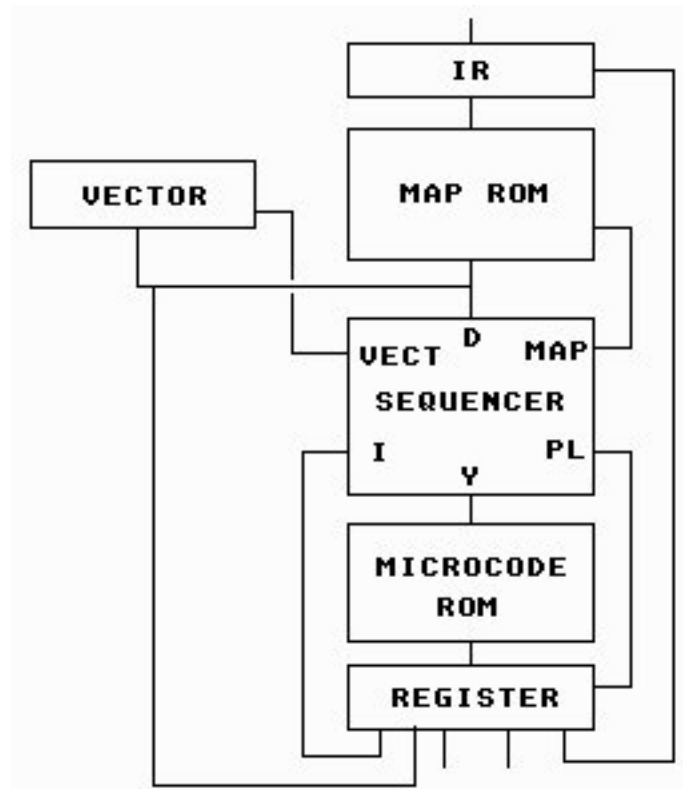 IR
MAP ROM
VECTOR
D
VECT
MAP
SEQUENCER
I
PL
Y
MICROCODE
ROM
REGISTER